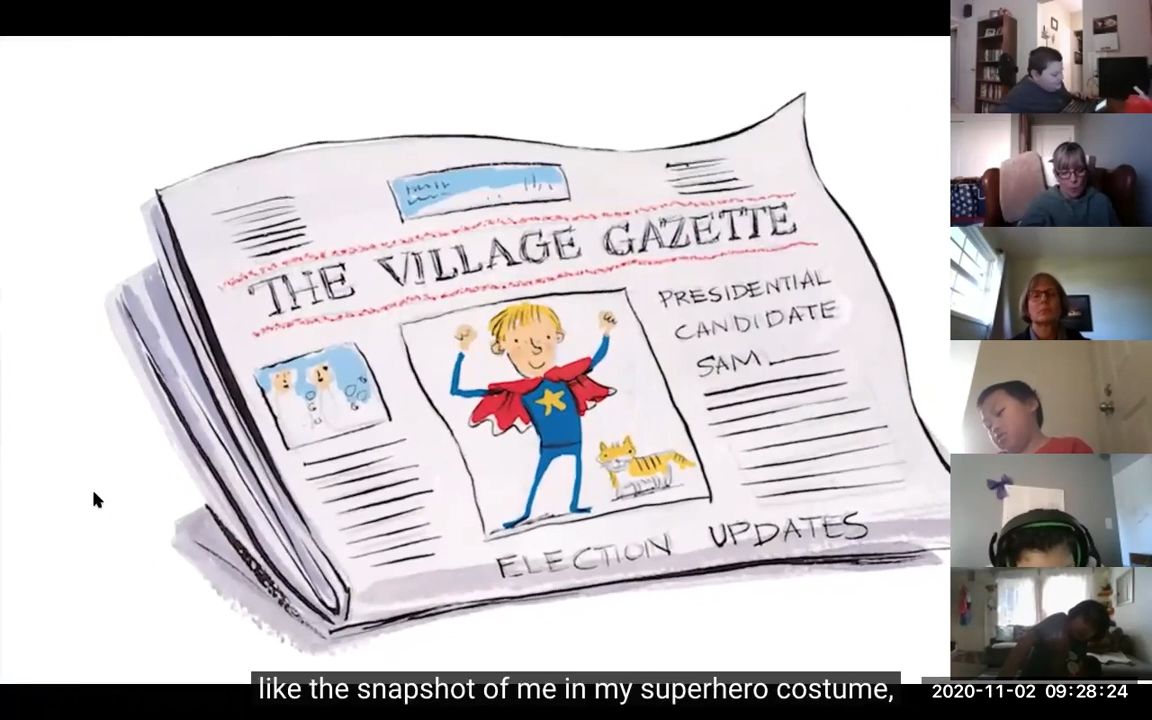 THE VILLAGE GAZETTE
PRESIDENTIAL
CANDIDATE
SAM
ELECTION UPDATES
like the snapshot of me in my superhero costume,
2020-11-02 09:28:24